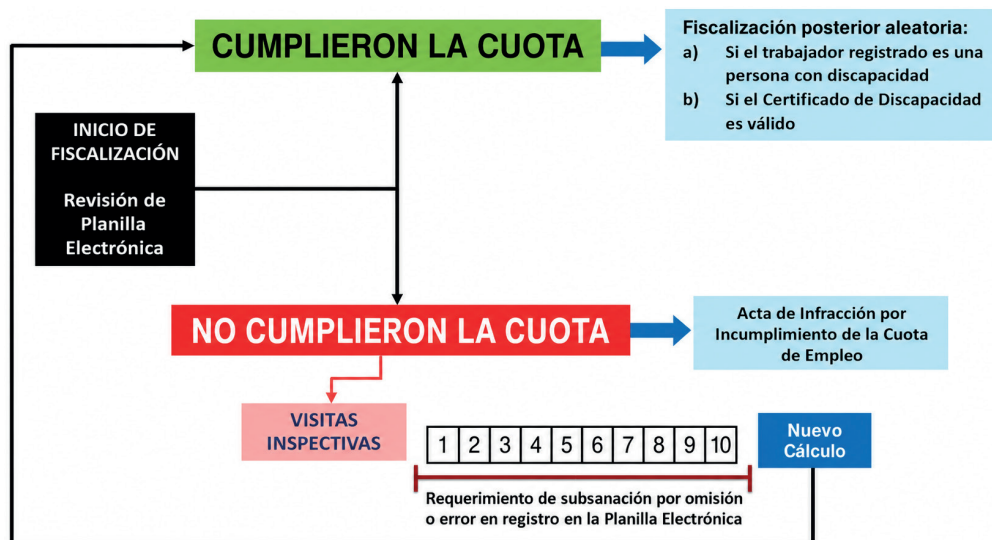 CUMPLIERON LA CUOTA
Fiscalización posterior aleatoria:
a) Si el trabajador registrado es una
persona con discapacidad
b) Si el Certificado de Discapacidad
es válido
INICIO DE
FISCALIZACIÓN
Revisión de
Planilla
Electrónica
NO CUMPLIERON LA CUOTA
Acta de Infracción por
Incumplimiento de la Cuota
de Empleo
VISITAS
INSPECTIVAS
1 2 3 4 5 6 7 8 9 10
Nuevo
Cálculo
Requerimiento de subsanación por omisión
o error en registro en la Planilla Electrónica